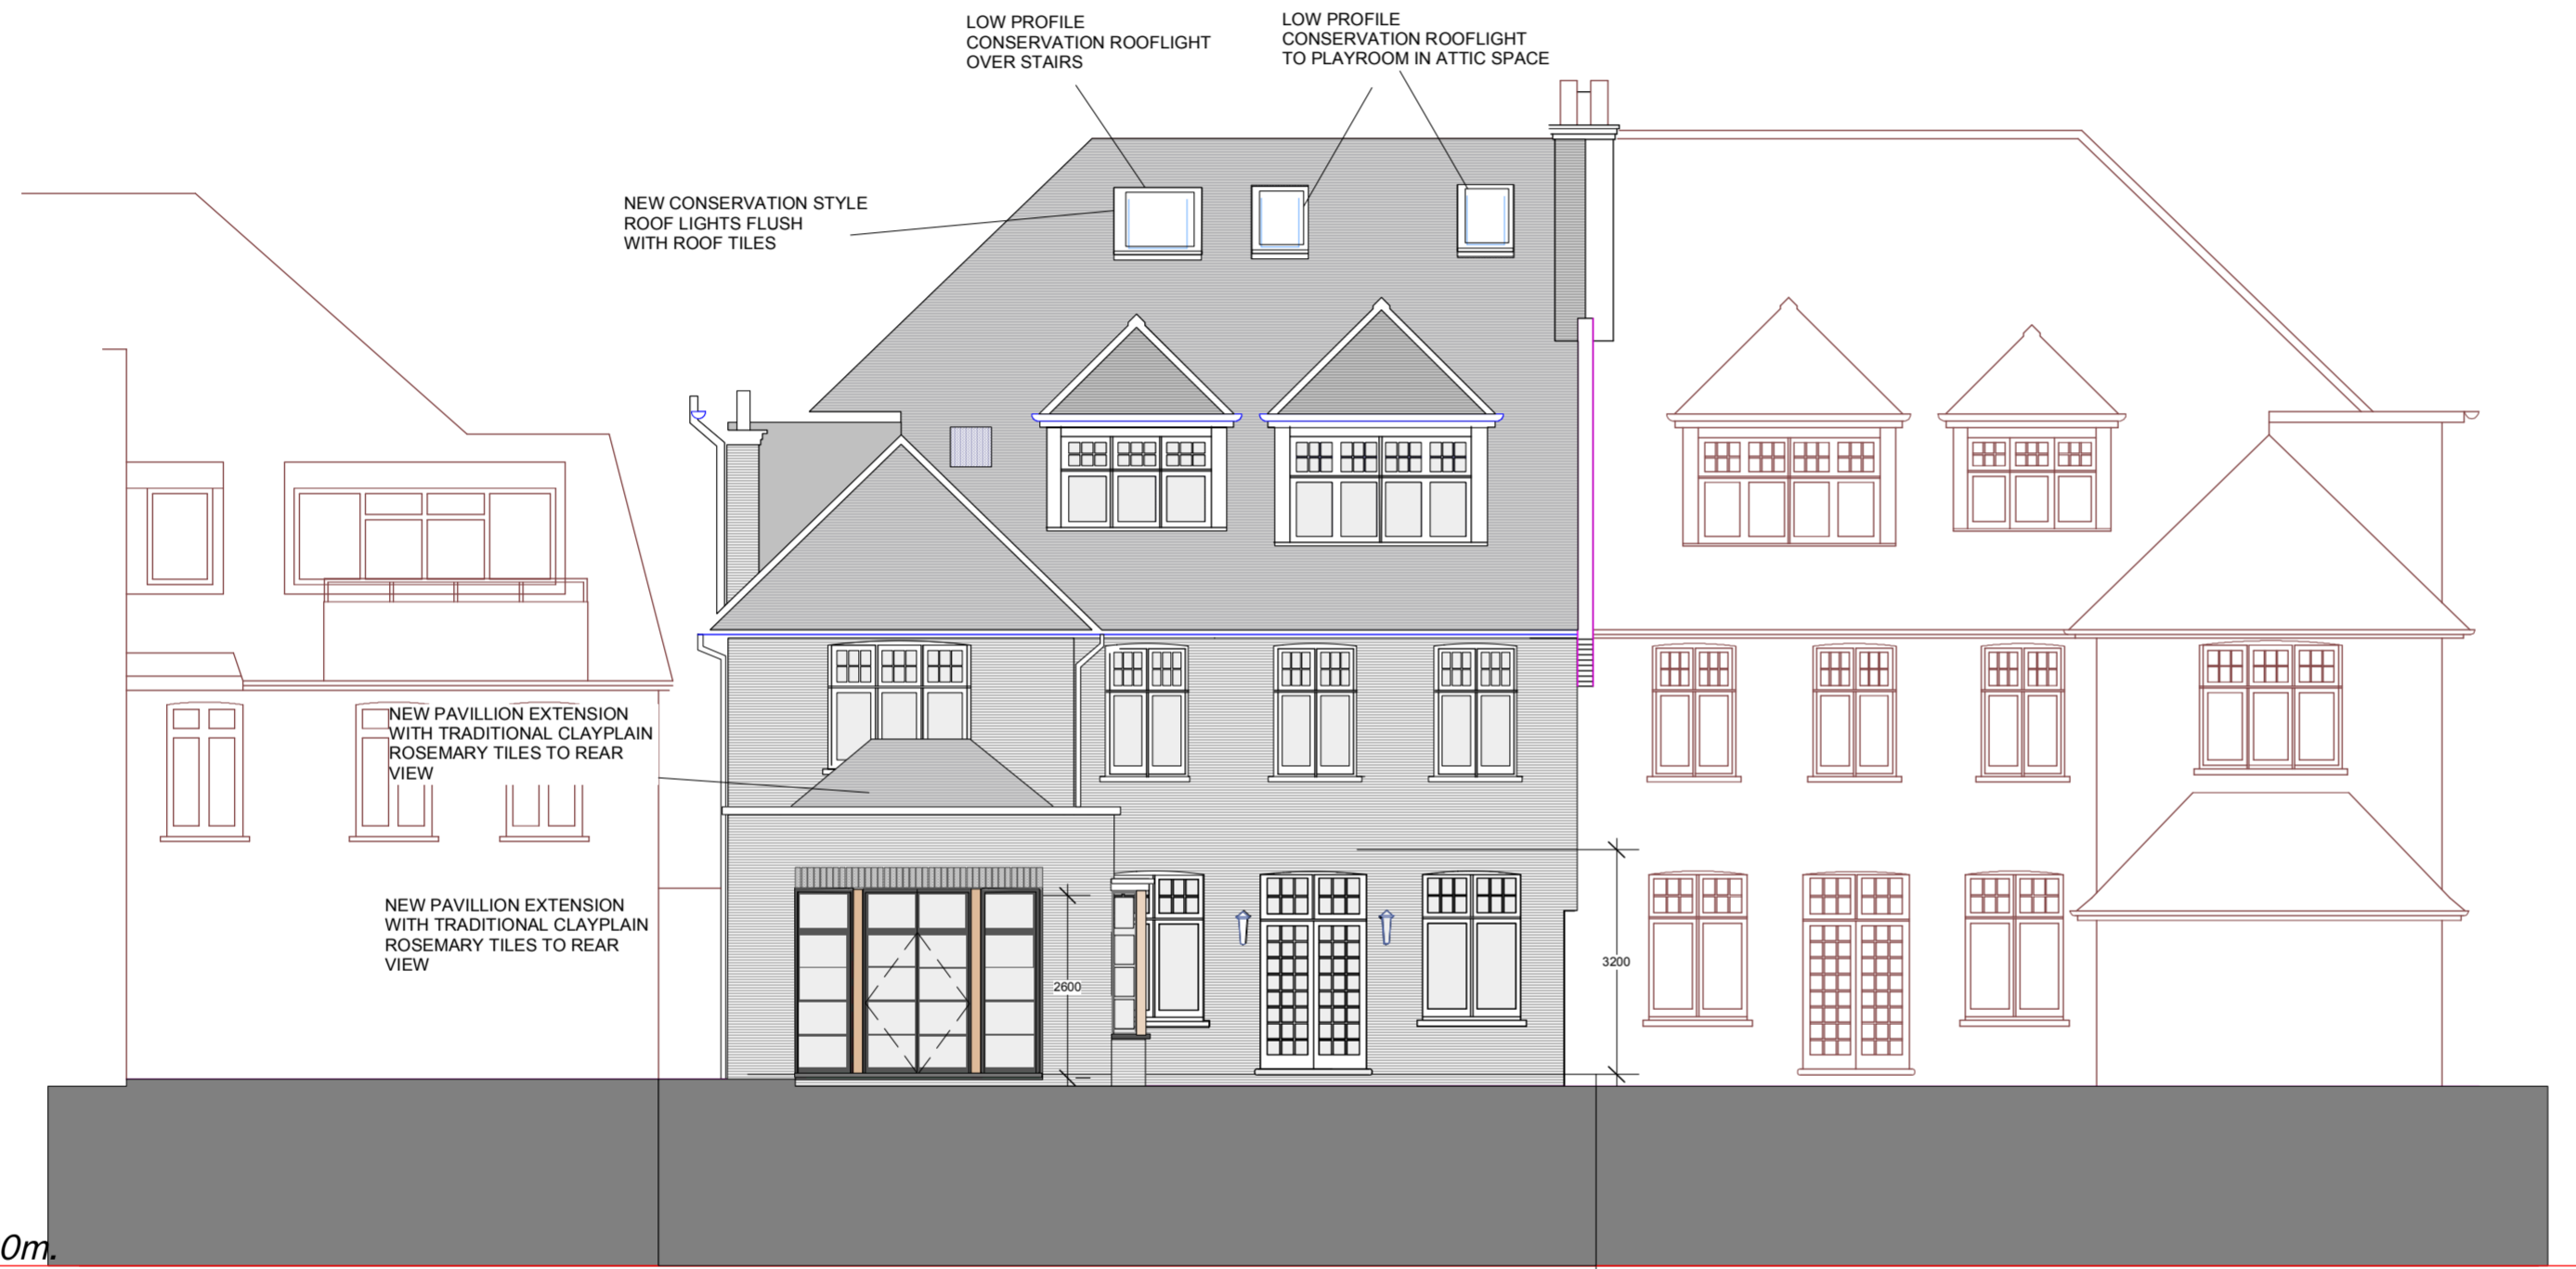 LOW PROFILE
CONSERVATION ROOFLIGHT
OVER STAIRS
LOW PROFILE
CONSERVATION ROOFLIGHT
TO PLAYROOM IN ATTIC SPACE
NEW CONSERVATION STYLE
ROOF LIGHTS FLUSH
WITH ROOF TILES
NEW PAVILLION EXTENSION
WITH TRADITIONAL CLAYPLAIN
ROSEMARY TILES TO REAR
VIEW
NEW PAVILLION EXTENSION
WITH TRADITIONAL CLAYPLAIN
ROSEMARY TILES TO REAR
VIEW
2600
3200
0m.